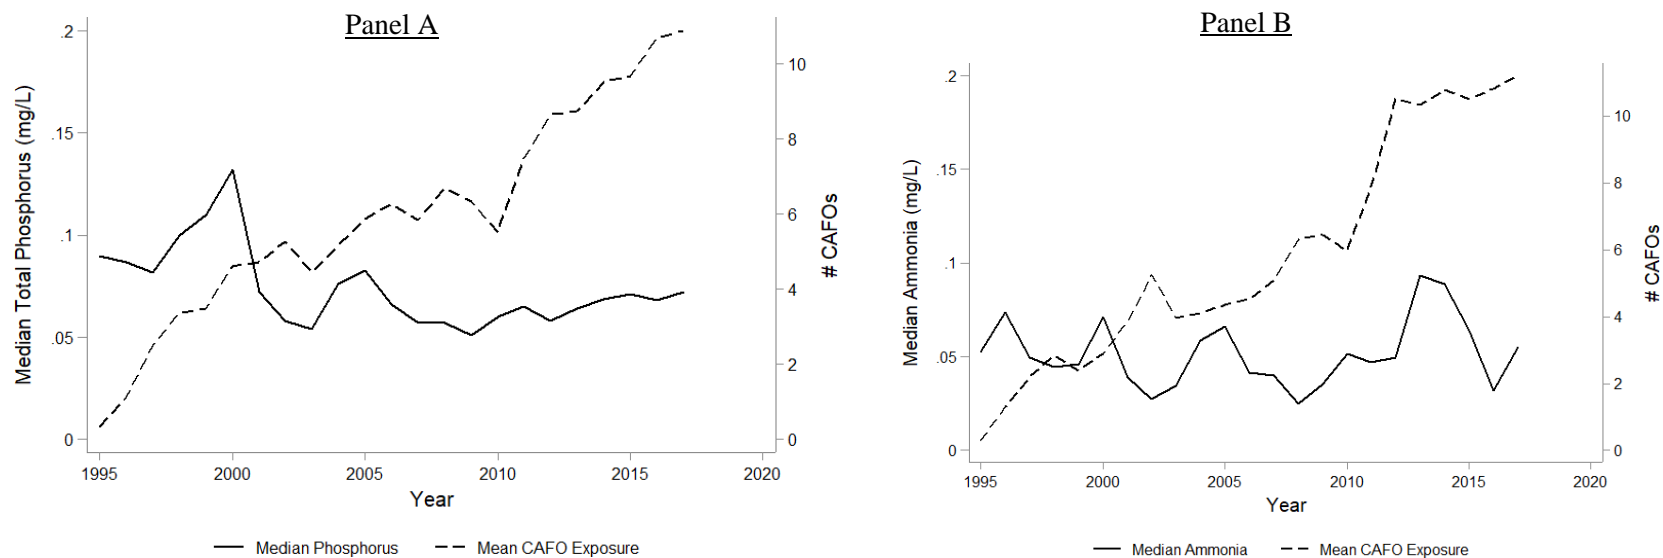 Panel A
Median Total Phosphorus (mg/L)
.2
.15
.1
.05
0
10
8
6
4
2
0
# CAFOs
1995 2000 2005 2010 2015 2020
Year
Median Phosphorus Mean CAFO Exposure
Panel B
Median Ammonia (mg/L)
.2
.15
.1
.05
0
10
8
6
4
2
0
# CAFOs
1995 2000 2005 2010 2015 2020
Year
Median Ammonia Mean CAFO Exposure